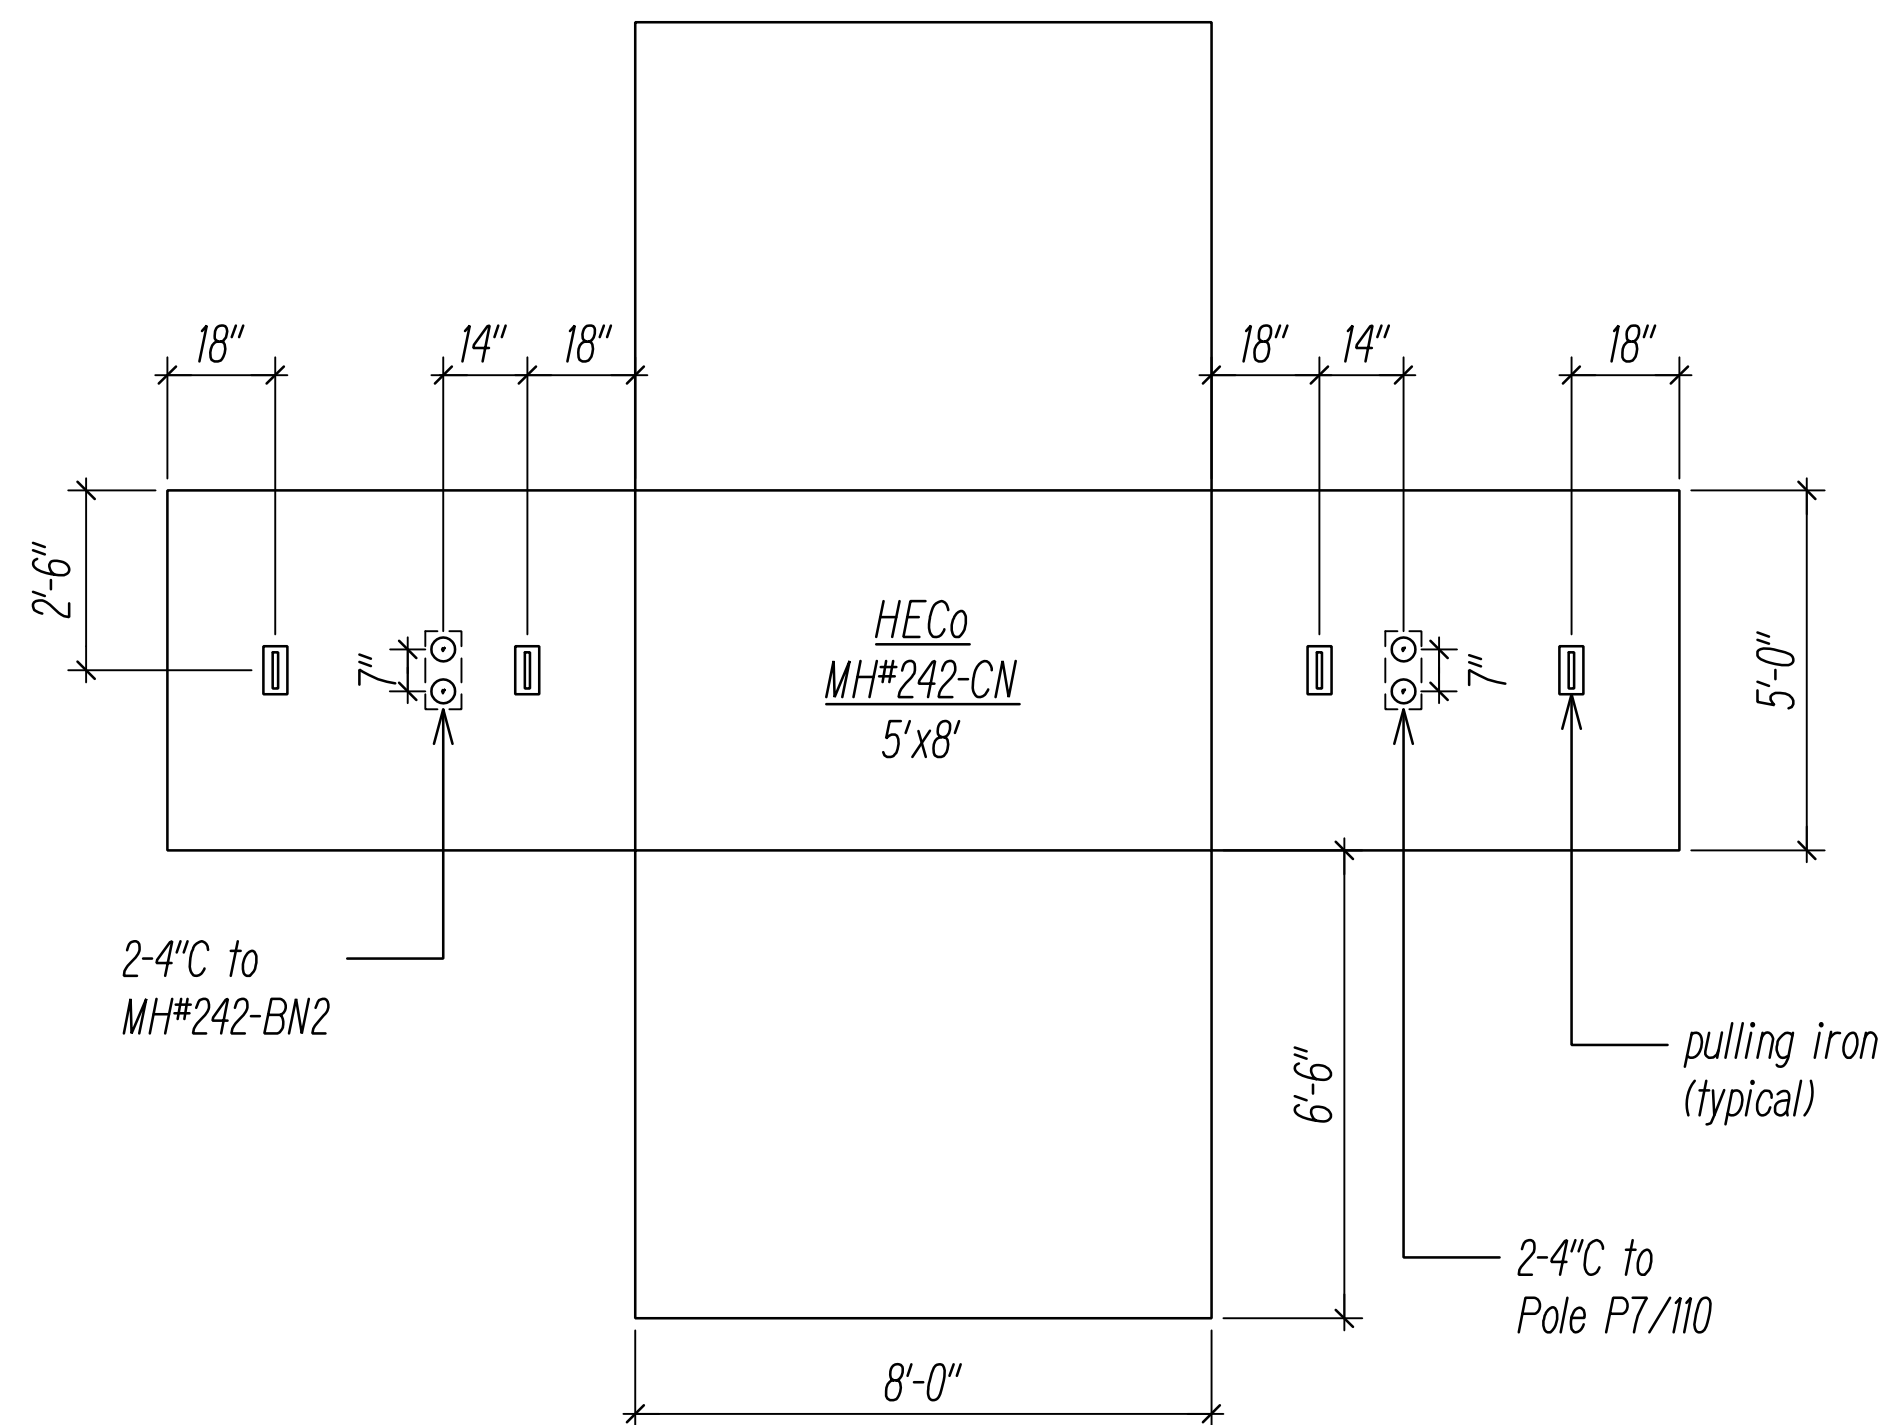 18"
14"
18"
18"
14"
18"
2'-6"
7"
HECo
MH#242-CN
5'x8'
7"
5'-0"
2-4"C to
MH#242-BN2
6'-6"
pulling iron
(typical)
2-4"C to
Pole P7/110
8'-0"